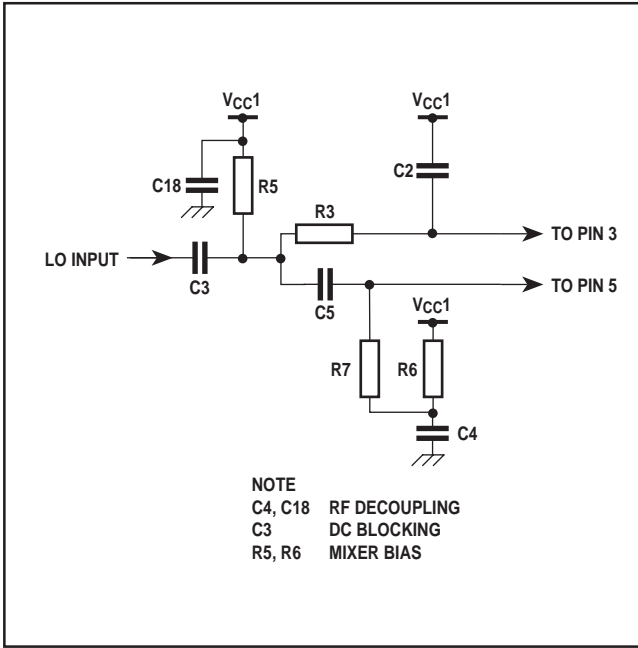 VCC1
VCC1
C18
R5
C2
R3
TO PIN 3
LO INPUT
C3
C5
TO PIN 5
VCC1
R7
R6
C4
NOTE
C4, C18 RF DECOUPLING
C3 DC BLOCKING
R5, R6 MIXER BIAS